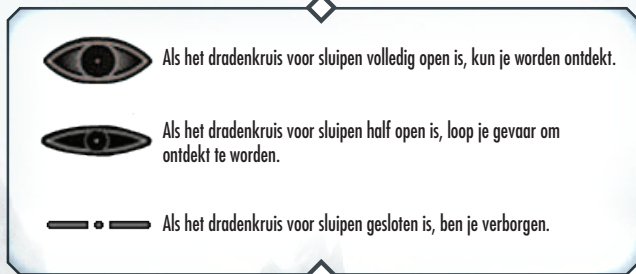 Als het dradenkruis voor sluipen volledig open is, kun je worden ontdekt.
Als het dradenkruis voor sluipen half open is, loop je gevaar om
ontdekt te worden.
Als het dradenkruis voor sluipen gesloten is, ben je verborgen.